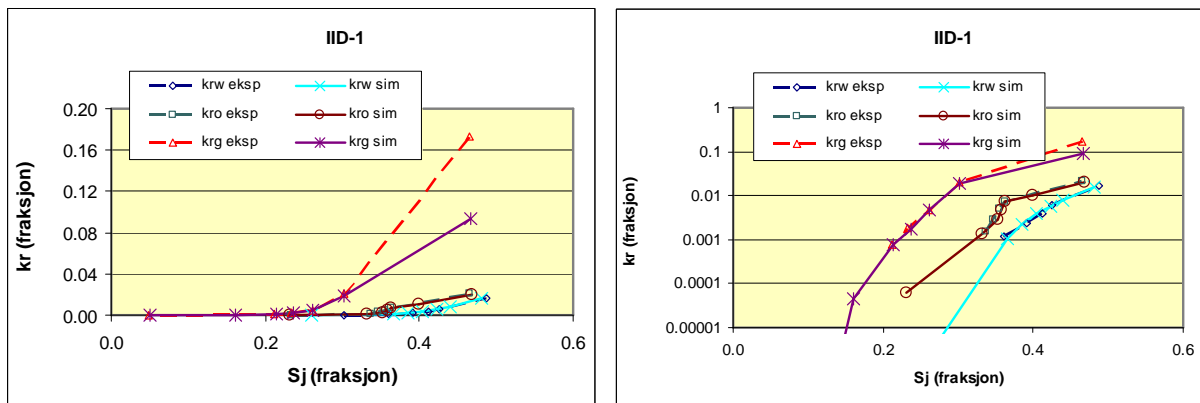 IID-1
krw eksp
krw sim
kro eksp
kro sim
krg eksp
krg sim
0.20
0.16
0.12
0.08
0.04
0.00
kr (fraksjon)
0.0
0.2
0.4
0.6
Sj (fraksjon)
IID-1
krw eksp
krw sim
kro eksp
kro sim
krg eksp
krg sim
1
0.1
0.01
0.001
0.0001
0.00001
kr (fraksjon)
0.0
0.2
0.4
0.6
Sj (fraksjon)